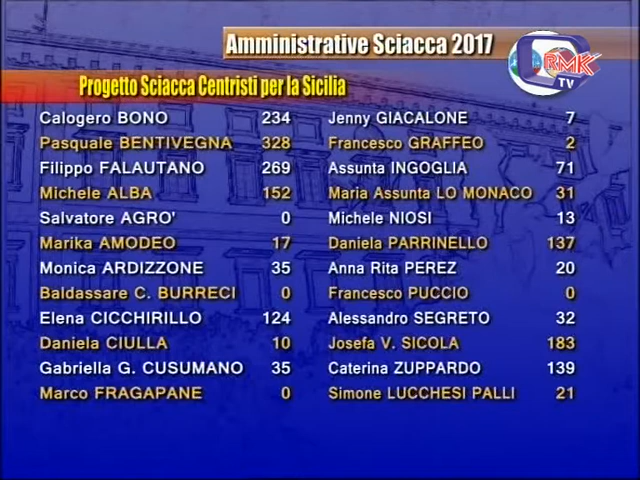 Amministrative Sciacca 2017
RMK
TV
Progetto Sciacca Centristi per la Sicilia
Calogero BONO 234
Pasquale BENTIVEGNA 328
Filippo FALAUTANO 269
Michele ALBA 152
Salvatore AGRO' 0
Marika AMODEO 17
Monica ARDIZZONE 35
Baldassare C. BURRECI 0
Elena CICCHIRILLO 124
Daniela CIULLA 10
Gabriella G. CUSUMANO 35
Marco FRAGAPANE 0
Jenny GIACALONE 7
Francesco GRAFFEO 2
Assunta INGOGLIA 71
Maria Assunta LO MONACO 31
Michele NIOSI 13
Daniela PARRINELLO 137
Anna Rita PEREZ 20
Francesco PUCCIO 0
Alessandro SEGRETO 32
Josefa V. SICOLA 183
Caterina ZUPPARDO 139
Simone LUCCHESI PALLI 21